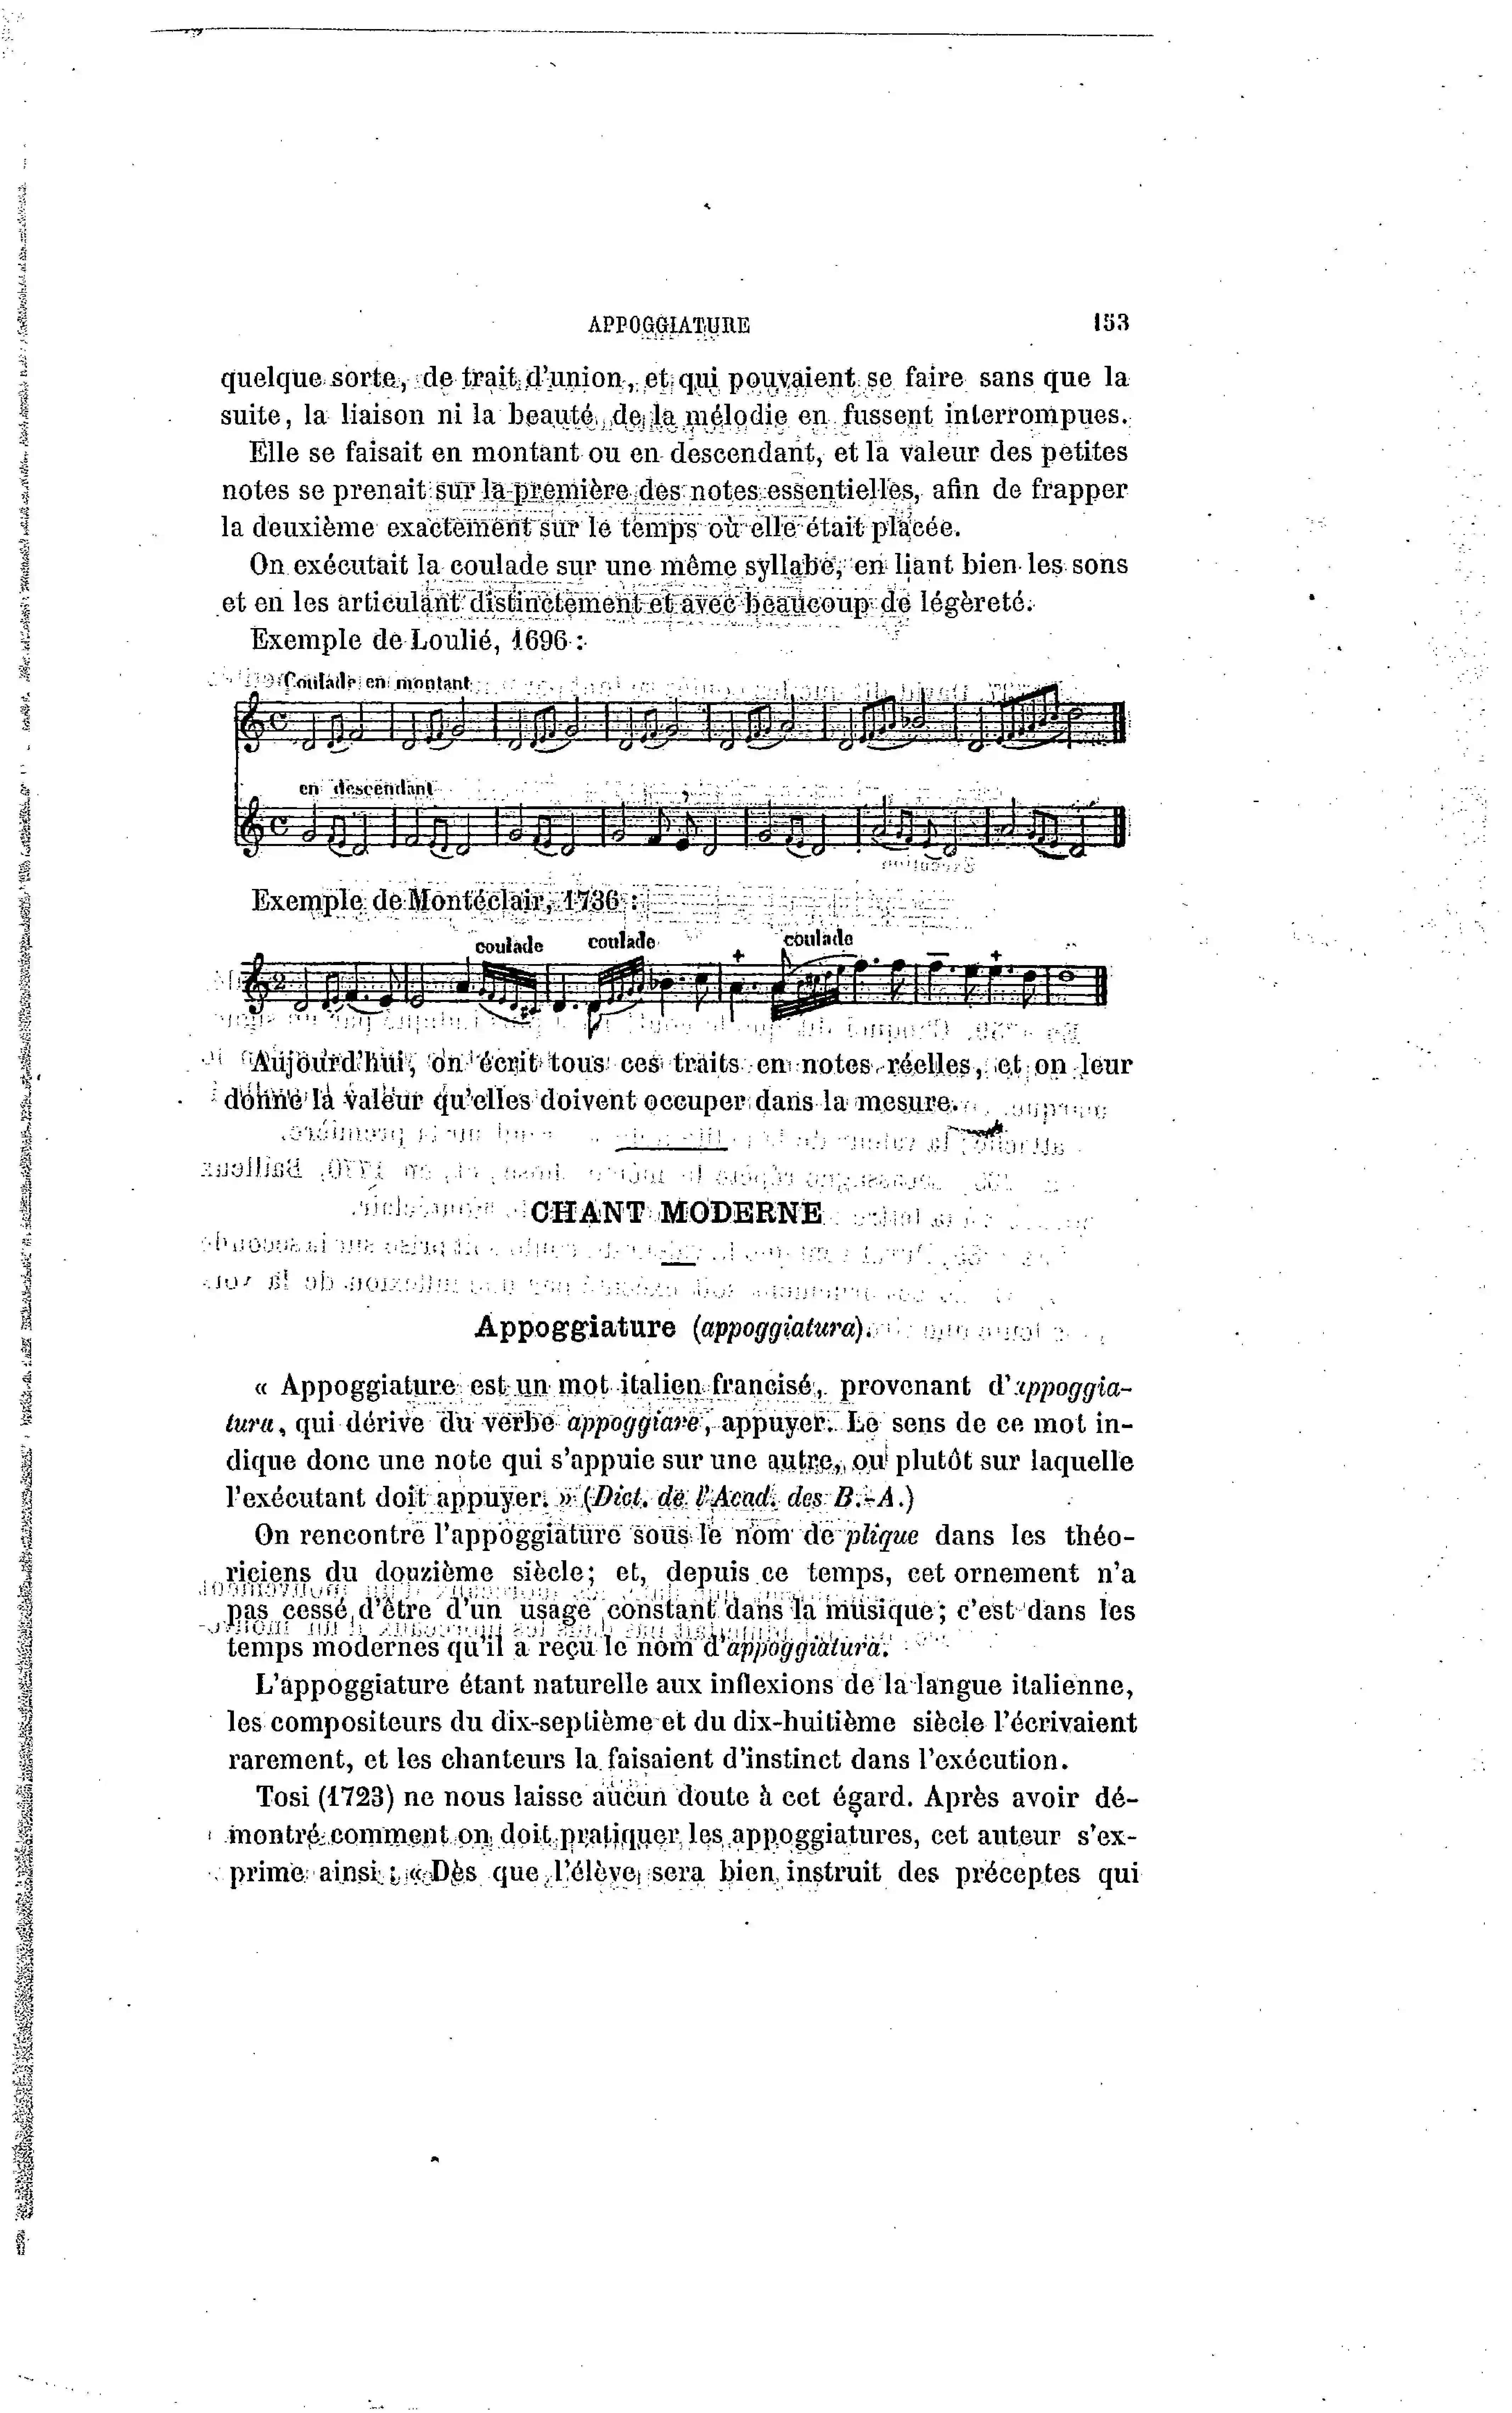 APPOGGIATURE 153
quelque sorte, de trait d'union, et qui pouvaient se faire sans que la
suite, la liaison ni la beauté de la mélodie en fussent interrompues.
Elle se faisait en montant ou en descendant, et la valeur des petites
notes se prenait sur la première des notes essentielles, afin de frapper
la deuxième exactement sur le temps où elle était placée.
On exécutait la coulade sur une même syllabe, en liant bien les sons
et en les articulant distinctement et avec beaucoup de légèreté.
Exemple de Loulié, 1696 :
Coulade en montant
en descendant
Exemple de Montéclair, 1736 :
coulade coulade coulade
Aujourd'hui, on écrit tous ces traits en notes réelles, et on leur
donne la valeur qu'elles doivent occuper dans la mesure.
CHANT MODERNE
Appoggiature (appoggiatura).
« Appoggiature est un mot italien francisé, provenant d'appoggia-
tura, qui dérive du verbe appoggiare, appuyer. Le sens de ce mot in-
dique donc une note qui s'appuie sur une autre, ou plutôt sur laquelle
l'exécutant doit appuyer. » (Dict. de l'Acad. des B.-A.)
On rencontre l'appoggiature sous le nom de plique dans les théo-
riciens du douzième siècle; et, depuis ce temps, cet ornement n'a
pas cessé d'être d'un usage constant dans la musique; c'est dans les
temps modernes qu'il a reçu le nom d'appoggiatura.
L'appoggiature étant naturelle aux inflexions de la langue italienne,
les compositeurs du dix-septième et du dix-huitième siècle l'écrivaient
rarement, et les chanteurs la faisaient d'instinct dans l'exécution.
Tosi (1723) ne nous laisse aucun doute à cet égard. Après avoir dé-
montré comment on doit pratiquer les appoggiatures, cet auteur s'ex-
prime ainsi : « Dès que l'élève sera bien instruit des préceptes qui